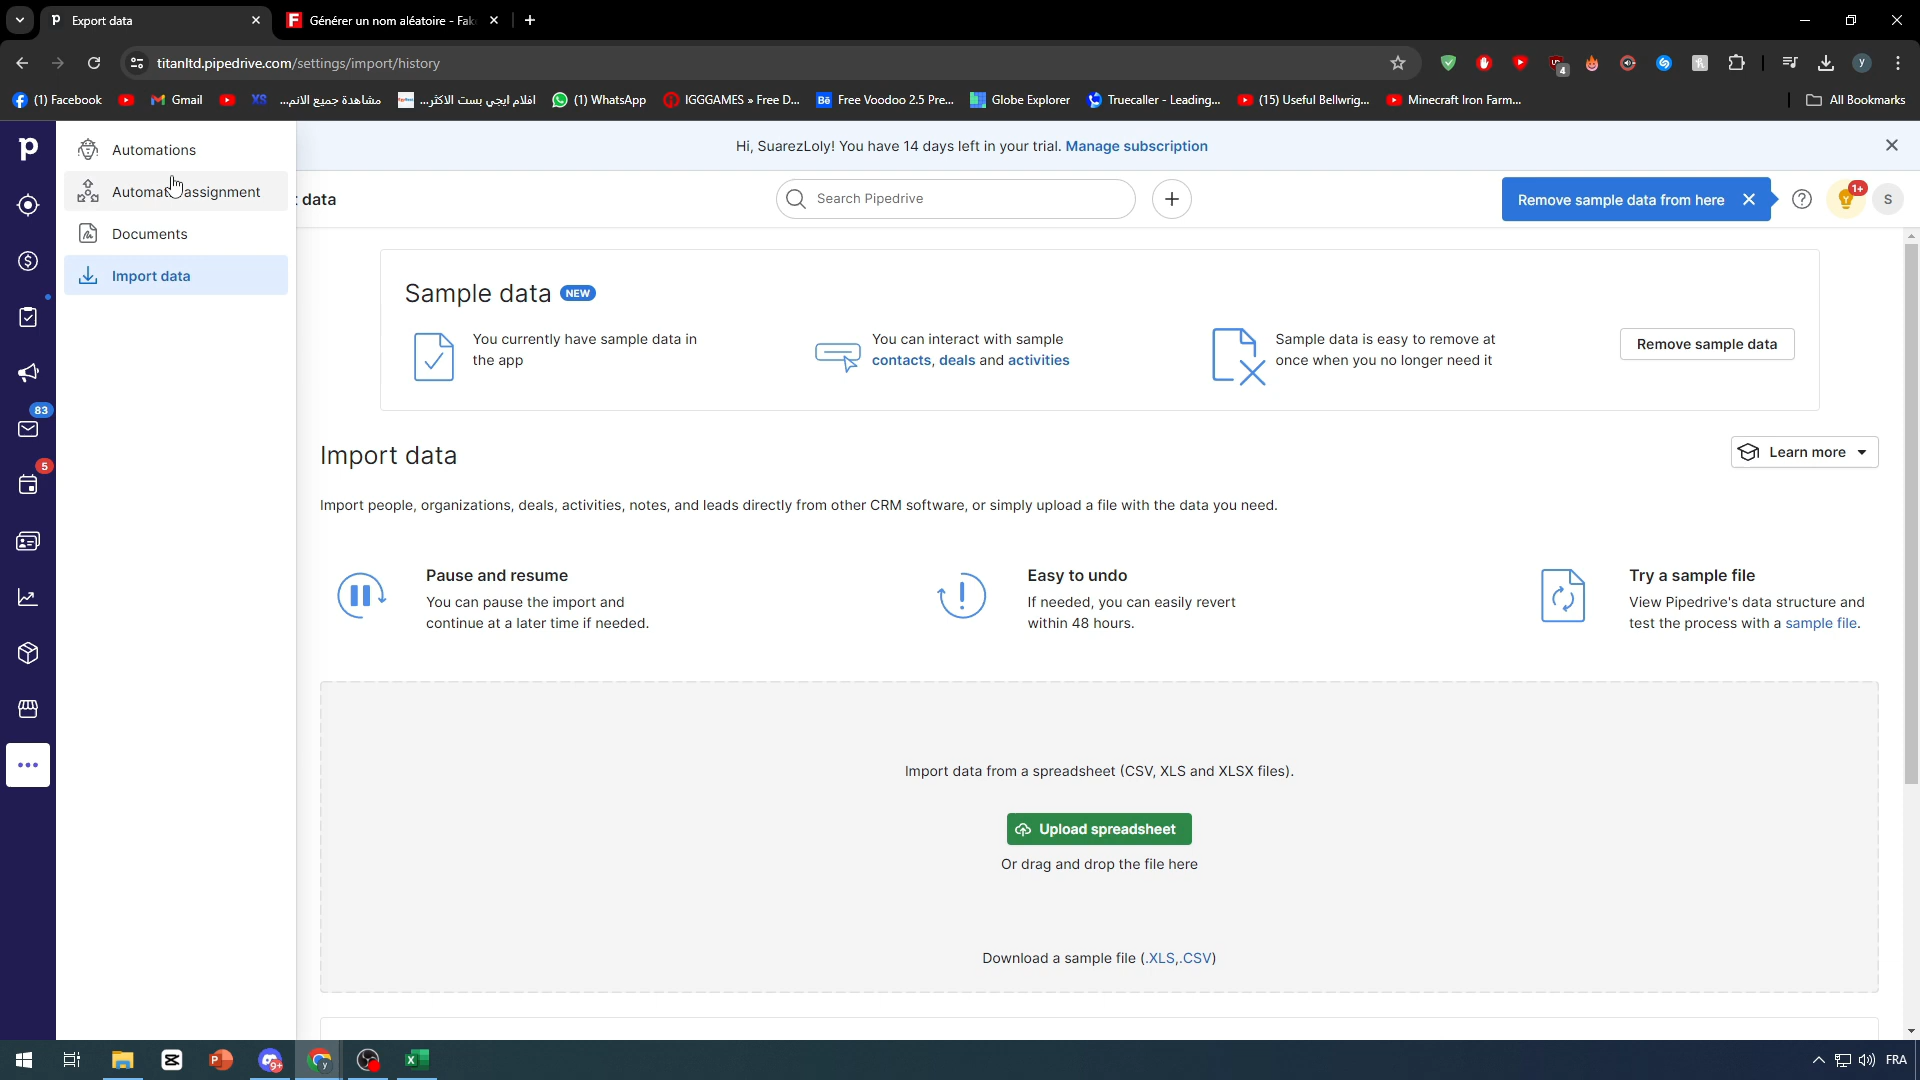 Export data
Générer un nom aléatoire - Fak
titanltd.pipedrive.com/settings/import/history
4
y
(1) Facebook
Gmail
XS
مشاهدة جميع الانم...
افلام ايجي بست الاكثر...
(1) WhatsApp
IGGGAMES » Free D...
Free Voodoo 2.5 Pre...
Globe Explorer
Truecaller - Leading...
(15) Useful Bellwrig...
Minecraft Iron Farm...
All Bookmarks
Automations
Hi, SuarezLoly! You have 14 days left in your trial. Manage subscription
Automatic assignment
: data
Search Pipedrive
Remove sample data from here
1+
S
Documents
Import data
Sample data NEW
You currently have sample data in
the app
You can interact with sample
contacts, deals and activities
Sample data is easy to remove at
once when you no longer need it
Remove sample data
83
5
Import data
Learn more
Import people, organizations, deals, activities, notes, and leads directly from other CRM software, or simply upload a file with the data you need.
Pause and resume
You can pause the import and
continue at a later time if needed.
Easy to undo
If needed, you can easily revert
within 48 hours.
Try a sample file
View Pipedrive's data structure and
test the process with a sample file.
Import data from a spreadsheet (CSV, XLS and XLSX files).
Upload spreadsheet
Or drag and drop the file here
Download a sample file (.XLS,.CSV)
9+
FRA